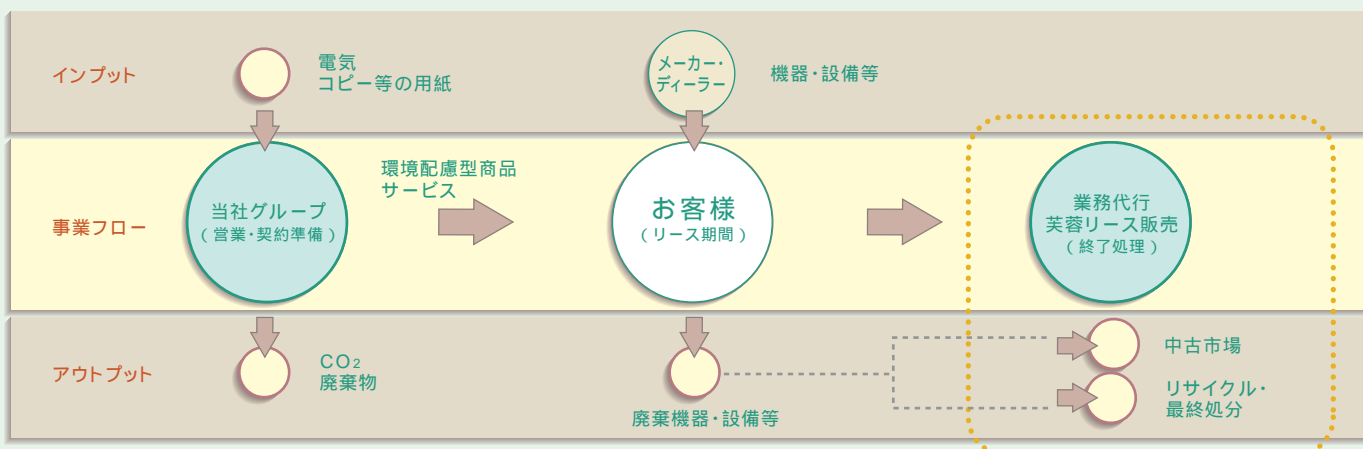 インプット
電気
コピー等の用紙
メーカー・
ディーラー
機器・設備等
事業フロー
当社グループ
(営業・契約準備)
環境配慮型商品
サービス
お客様
(リース期間)
業務代行
芙蓉リース販売
(終了処理)
アウトプット
CO₂
廃棄物
廃棄機器・設備等
中古市場
リサイクル・
最終処分